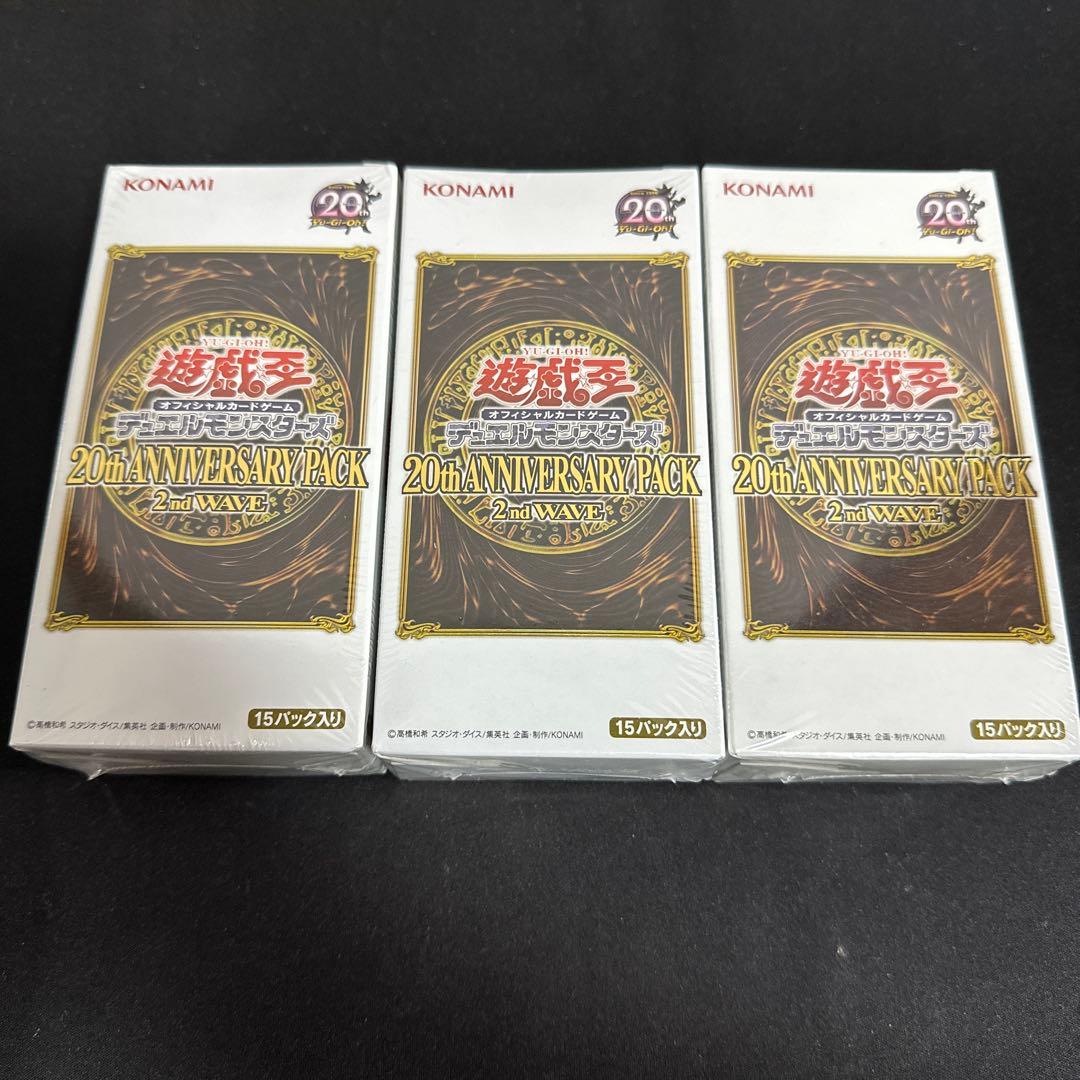 KONAMI
since 1996
20th
Yu-Gi-Oh!
YU-GI-OH!
遊戯王
オフィシャルカードゲーム
デュエルモンスターズ
20th ANNIVERSARY PACK
2nd WAVE
©高橋和希 スタジオ・ダイス/集英社 企画・制作/KONAMI
15パック入り
KONAMI
since 1996
20th
Yu-Gi-Oh!
YU-GI-OH!
遊戯王
オフィシャルカードゲーム
デュエルモンスターズ
20th ANNIVERSARY PACK
2nd WAVE
©高橋和希 スタジオ・ダイス/集英社 企画・制作/KONAMI
15パック入り
KONAMI
since 1996
20th
Yu-Gi-Oh!
YU-GI-OH!
遊戯王
オフィシャルカードゲーム
デュエルモンスターズ
20th ANNIVERSARY PACK
2nd WAVE
©高橋和希 スタジオ・ダイス/集英社 企画・制作/KONAMI
15パック入り